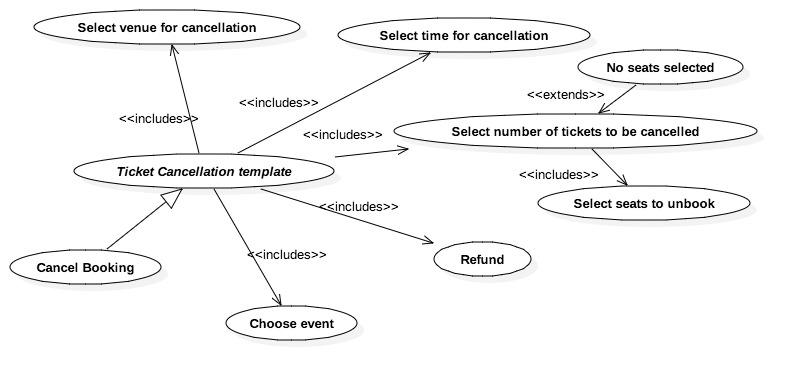 Select venue for cancellation
Select time for cancellation
No seats selected
<<extends>>
<<includes>>
<<includes>>
<<includes>>
Select number of tickets to be cancelled
Ticket Cancellation template
<<includes>>
Select seats to unbook
<<includes>>
<<includes>>
Refund
Cancel Booking
Choose event